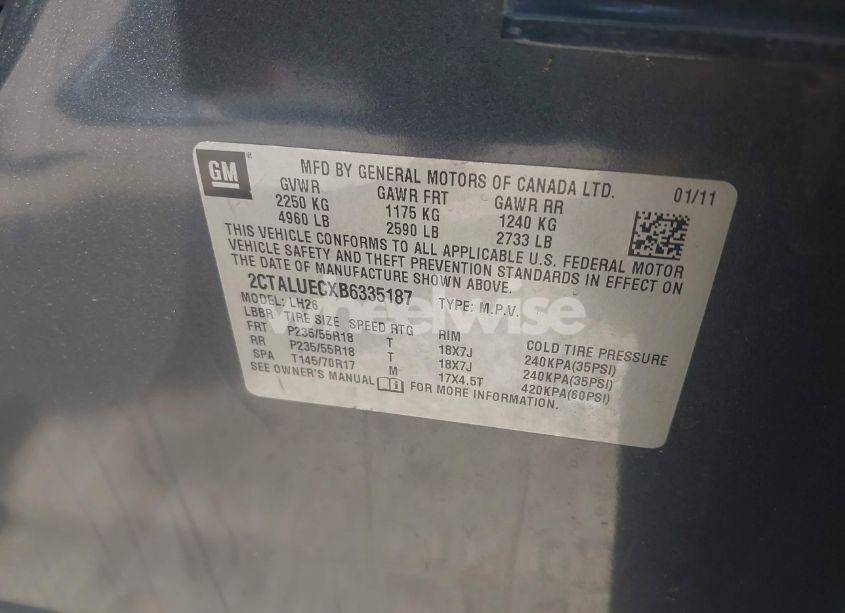 GM®
MFD BY GENERAL MOTORS OF CANADA LTD. 01/11
GVWR GAWR FRT GAWR RR
2250 KG 1175 KG 1240 KG
4960 LB 2590 LB 2733 LB
THIS VEHICLE CONFORMS TO ALL APPLICABLE U.S. FEDERAL MOTOR
VEHICLE SAFETY AND THEFT PREVENTION STANDARDS IN EFFECT ON
THE DATE OF MANUFACTURE SHOWN ABOVE.
2CTALUECXB6335187 TYPE: M.P.V.
MODEL: LH26
LBBR TIRE SIZE SPEED RTG RIM COLD TIRE PRESSURE
FRT P235/55R18 T 18X7J 240KPA(35PSI)
RR P235/55R18 T 18X7J 240KPA(35PSI)
SPA T145/70R17 M 17X4.5T 420KPA(60PSI)
SEE OWNER'S MANUAL FOR MORE INFORMATION.
wheelwise